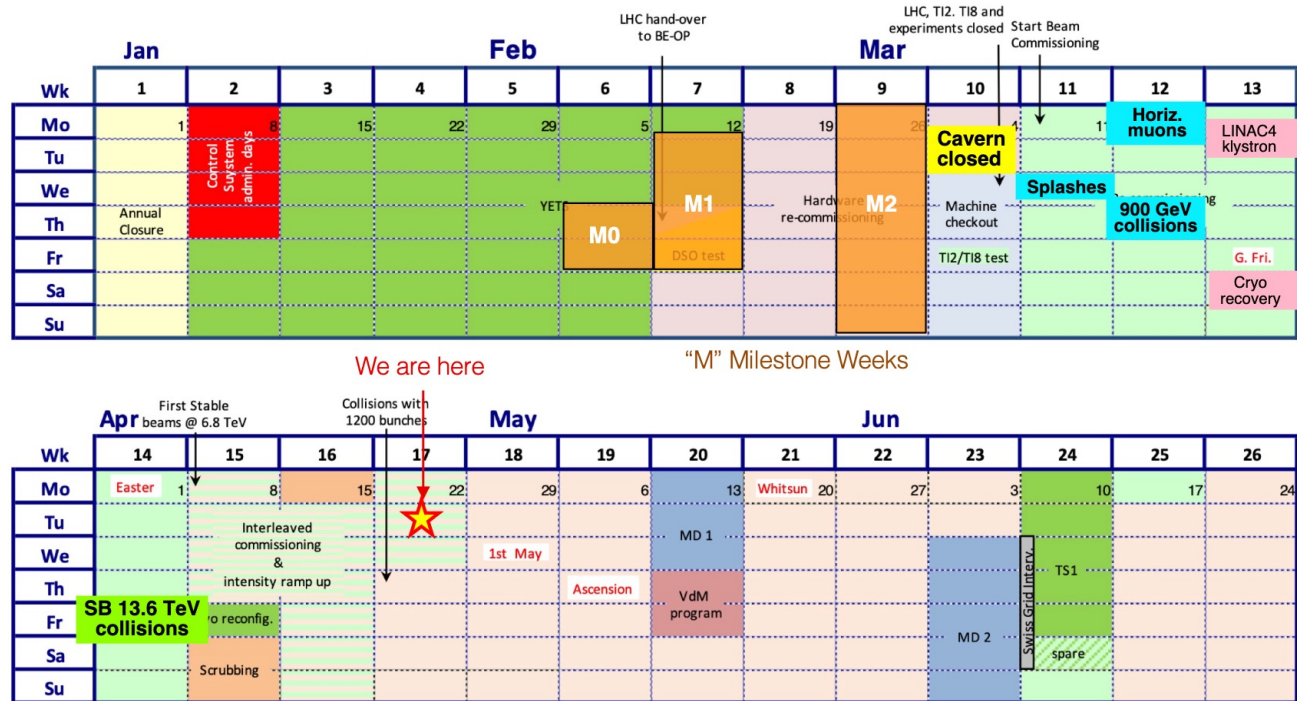 LHC hand-over
to BE-OP
LHC, TI2. TI8 and
experiments closed
Start Beam
Commissioning
Jan
Feb
Mar
Wk 1 2 3 4 5 6 7 8 9 10 11 12 13
Mo 1 8 15 22 29 5 12 19 26 4 11
Tu
We
Th
Fr
Sa
Su
Annual
Closure
Control
Suystem
admin. days
YETS
M0
M1
DSO test
Hardware
re-commissioning
M2
Cavern
closed
Machine
checkout
TI2/TI8 test
Splashes
Horiz.
muons
900 GeV
collisions
LINAC4
klystron
G. Fri.
Cryo
recovery
We are here
"M" Milestone Weeks
Apr
First Stable
beams @ 6.8 TeV
Collisions with
1200 bunches
May
Jun
Wk 14 15 16 17 18 19 20 21 22 23 24 25 26
Mo Easter 1 8 15 22 29 6 13 Whitsun 20 27 3 10 17 24
Tu
We
Th
Fr
Sa
Su
Interleaved
commissioning
&
intensity ramp up
SB 13.6 TeV
collisions
reconfig.
Scrubbing
1st May
Ascension
MD 1
VdM
program
MD 2
Swiss Grid Interv.
TS1
spare